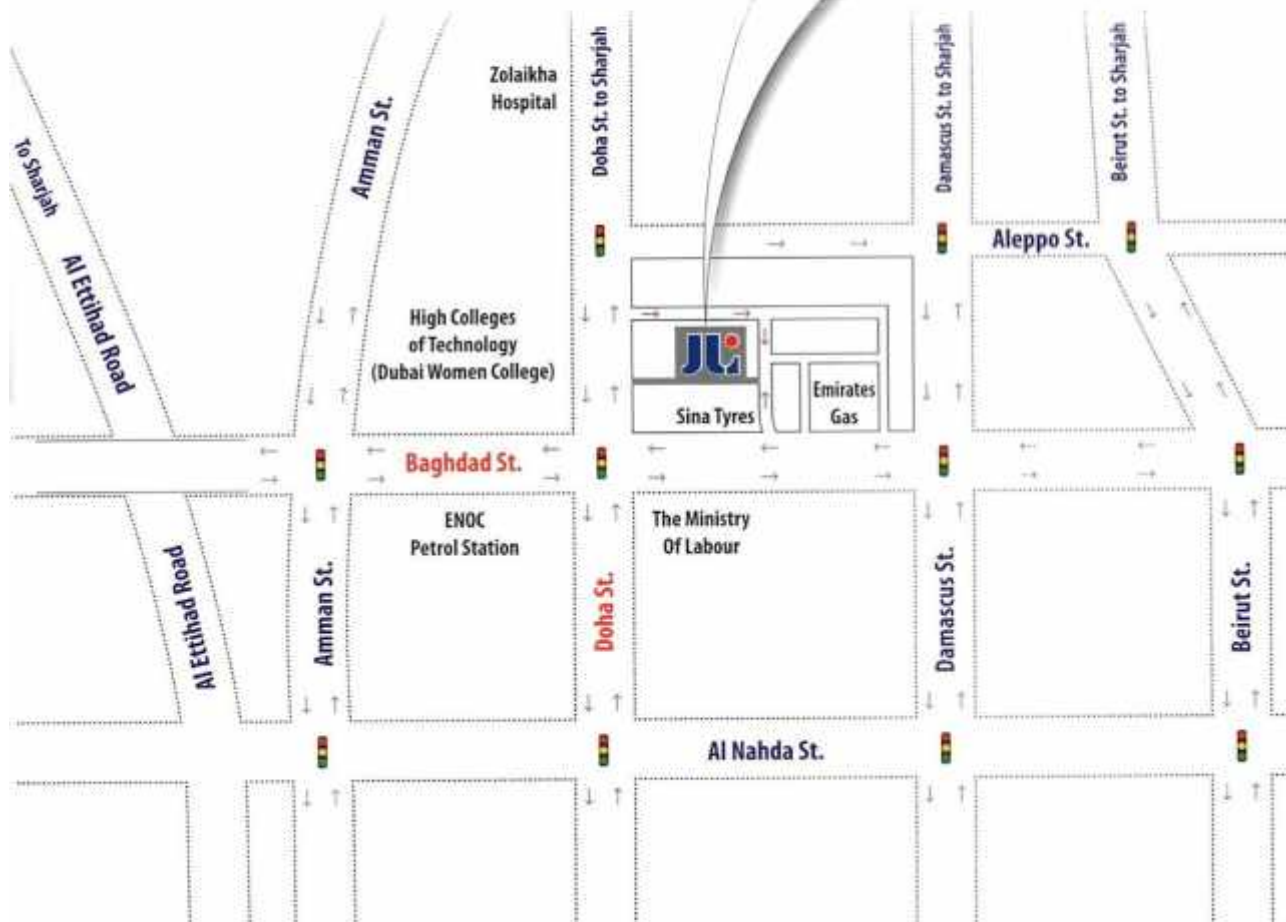 Zolaikha
Hospital
Doha St. to Sharjah
Damascus St. to Sharjah
Beirut St. to Sharjah
Amman St.
To Sharjah
Al Ettihad Road
Aleppo St.
High Colleges
of Technology
(Dubai Women College)
JLi
Sina Tyres
Emirates
Gas
Baghdad St.
ENOC
Petrol Station
The Ministry
Of Labour
Al Ettihad Road
Amman St.
Doha St.
Damascus St.
Beirut St.
Al Nahda St.